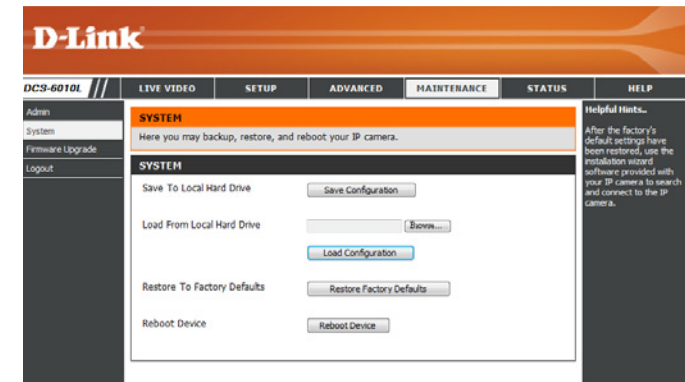 D-Link
DCS-6010L // LIVE VIDEO SETUP ADVANCED MAINTENANCE STATUS HELP
Admin
System
Firmware Upgrade
Logout
SYSTEM
Here you may backup, restore, and reboot your IP camera.
SYSTEM
Save To Local Hard Drive Save Configuration
Load From Local Hard Drive Browse...
Load Configuration
Restore To Factory Defaults Restore Factory Defaults
Reboot Device Reboot Device
Helpful Hints..
After the factory's
default settings have
been restored, use the
installation wizard
software provided with
your IP camera to search
and connect to the IP
camera.